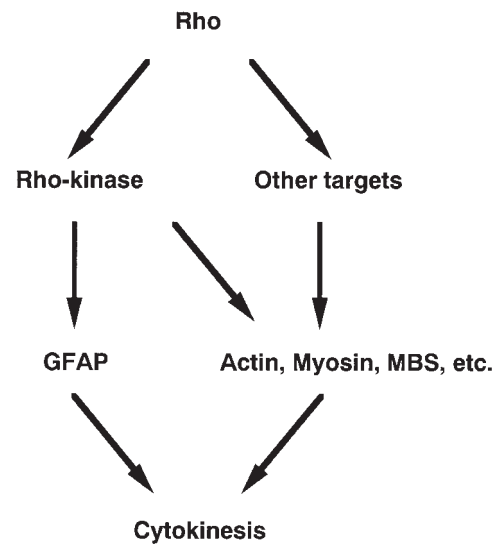 Rho
Rho-kinase
Other targets
GFAP
Actin, Myosin, MBS, etc.
Cytokinesis